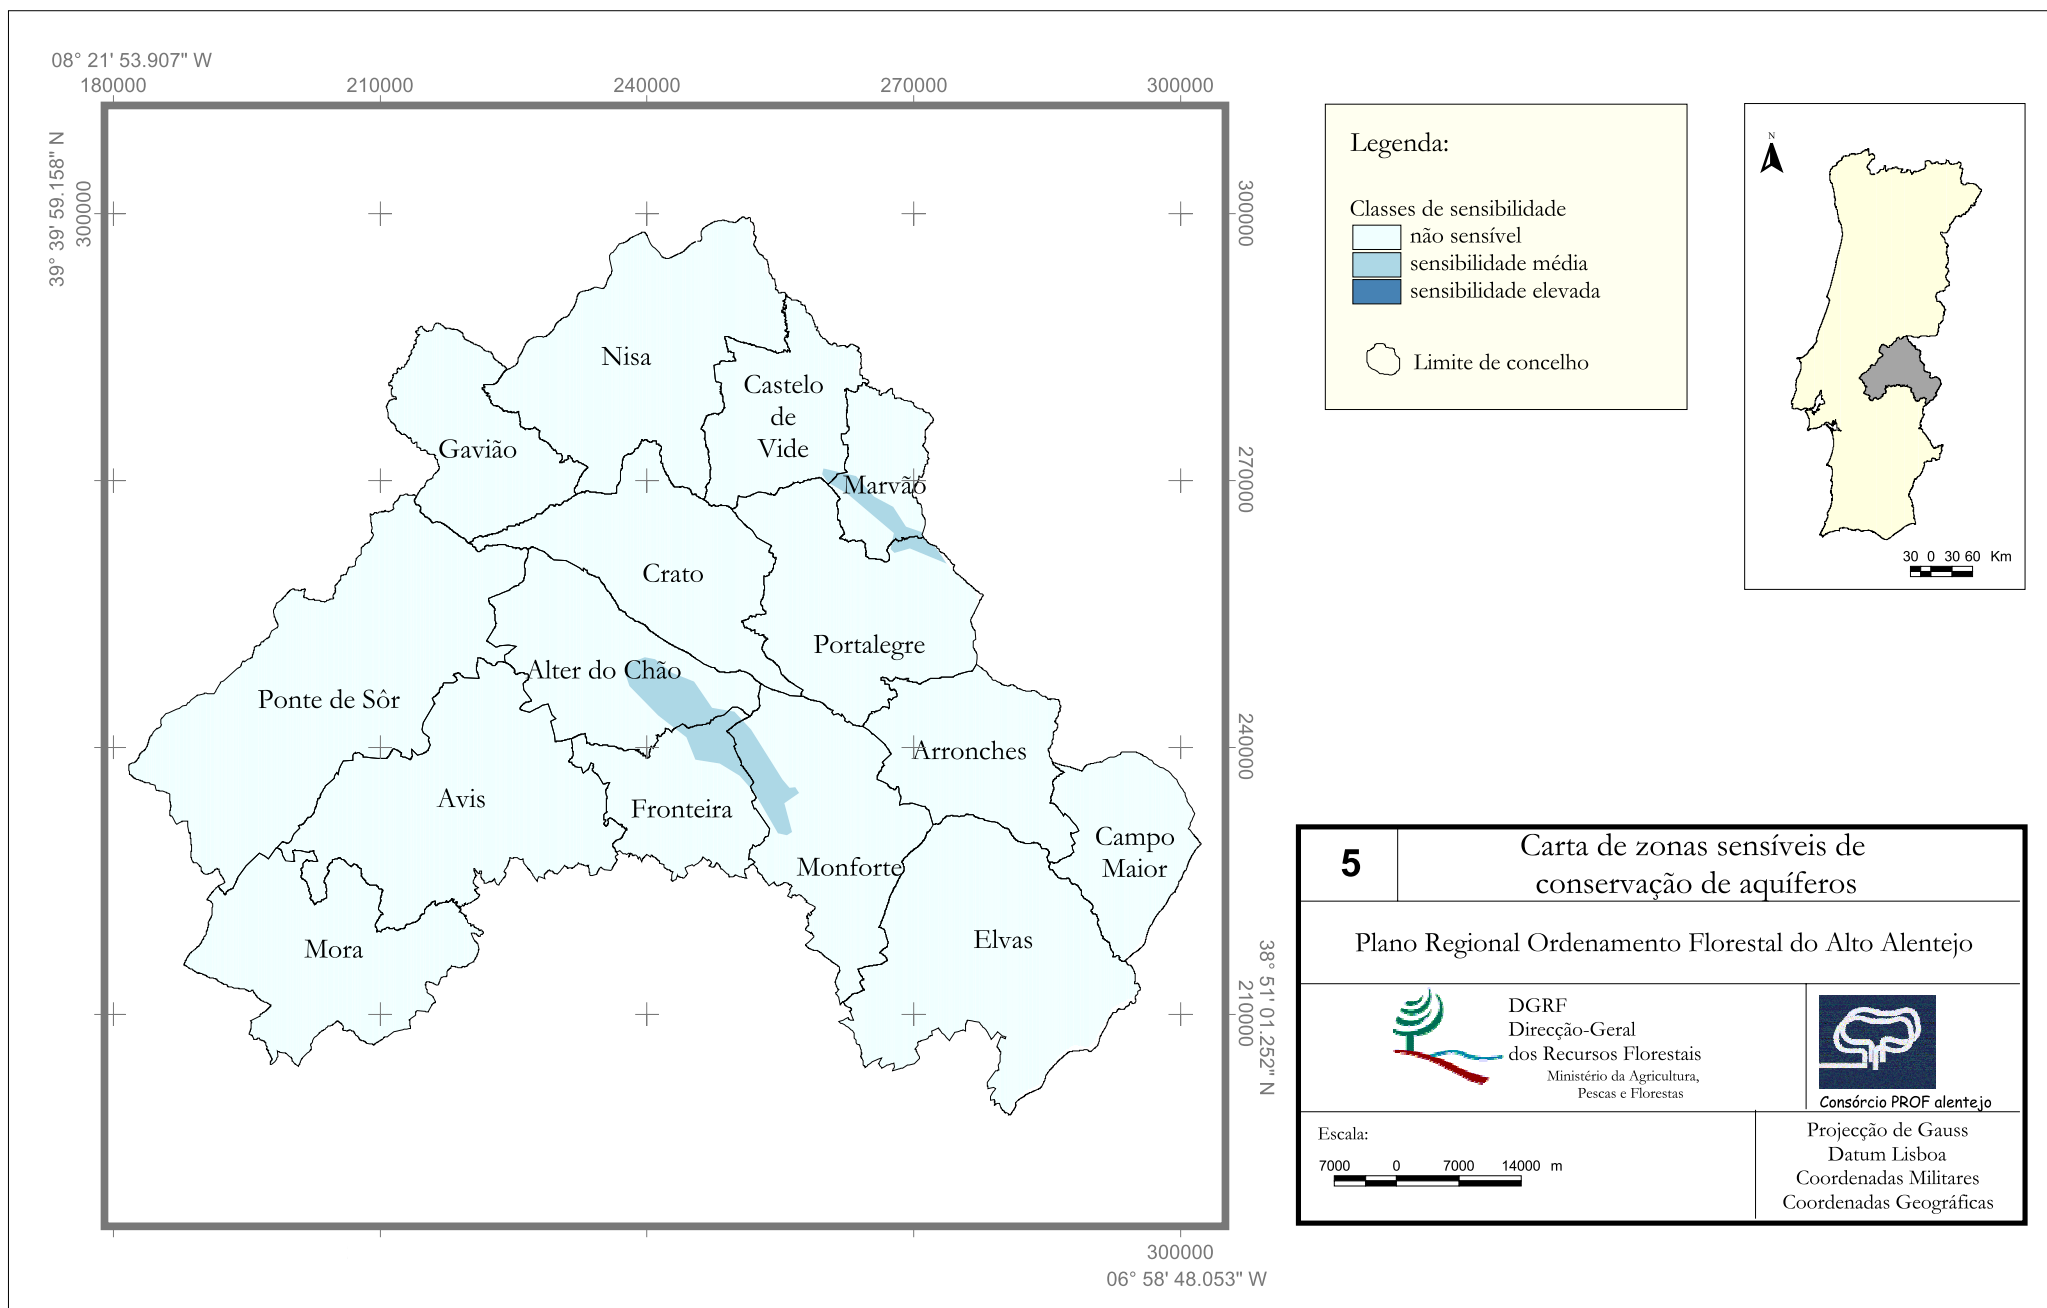 08° 21' 53.907" W
180000
210000
240000
270000
300000
39° 39' 59.158" N
300000
300000
270000
240000
210000
38° 51' 01.252" N
300000
06° 58' 48.053" W
Nisa
Castelo
de
Vide
Gavião
Marvão
Crato
Portalegre
Alter do Chão
Ponte de Sôr
Arronches
Avis
Fronteira
Campo
Maior
Monforte
Elvas
Mora
Legenda:
Classes de sensibilidade
não sensível
sensibilidade média
sensibilidade elevada
Limite de concelho
N
30 0 30 60 Km
5
Carta de zonas sensíveis de
conservação de aquíferos
Plano Regional Ordenamento Florestal do Alto Alentejo
DGRF
Direcção-Geral
dos Recursos Florestais
Ministério da Agricultura,
Pescas e Florestas
Consórcio PROF alentejo
Escala:
7000 0 7000 14000 m
Projecção de Gauss
Datum Lisboa
Coordenadas Militares
Coordenadas Geográficas